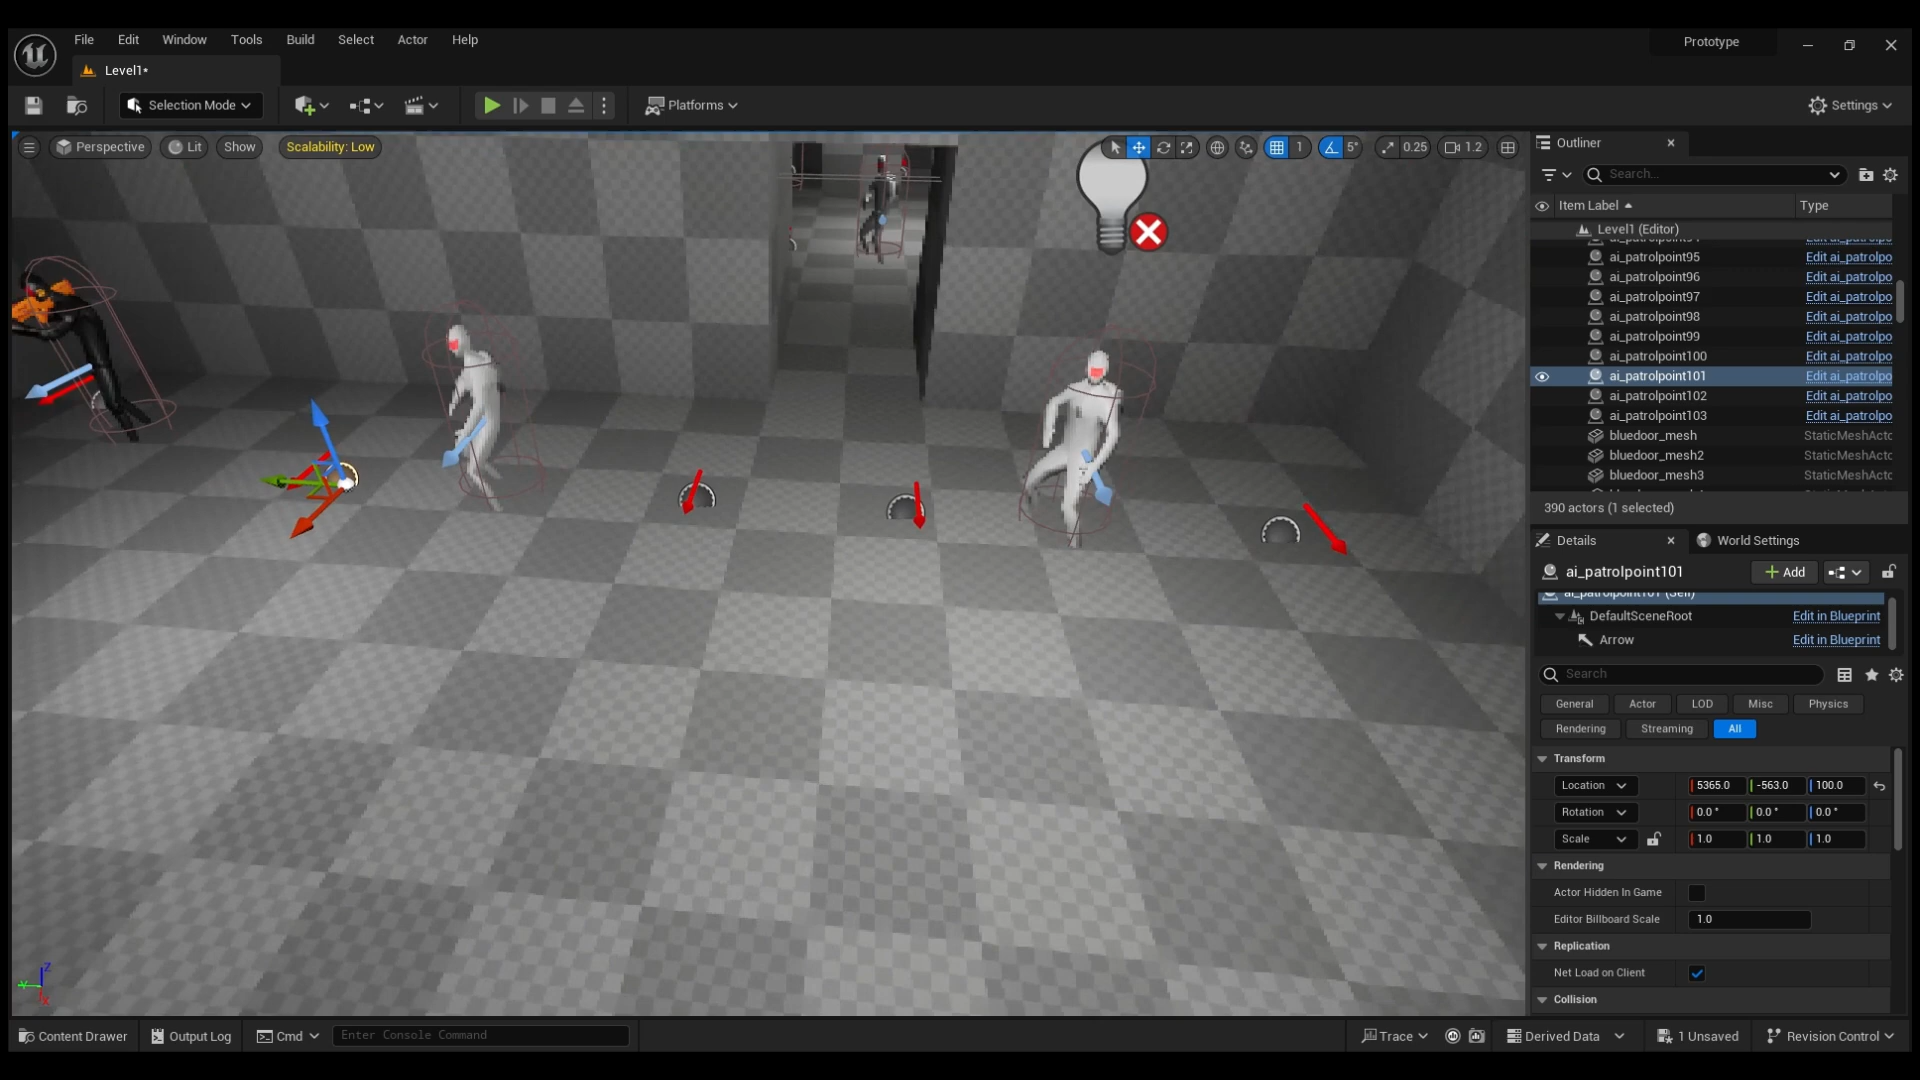 File Edit Window Tools Build Select Actor Help
Prototype
Level1*
Selection Mode
Platforms
Settings
Perspective Lit Show Scalability: Low
1 5° 0.25 1.2
Outliner
Search...
Item Label Type
Level1 (Editor)
ai_patrolpoint95 Edit ai_patrolpo
ai_patrolpoint96 Edit ai_patrolpo
ai_patrolpoint97 Edit ai_patrolpo
ai_patrolpoint98 Edit ai_patrolpo
ai_patrolpoint99 Edit ai_patrolpo
ai_patrolpoint100 Edit ai_patrolpo
ai_patrolpoint101 Edit ai_patrolpo
ai_patrolpoint102 Edit ai_patrolpo
ai_patrolpoint103 Edit ai_patrolpo
bluedoor_mesh StaticMeshActo
bluedoor_mesh2 StaticMeshActo
bluedoor_mesh3 StaticMeshActo
390 actors (1 selected)
Details World Settings
ai_patrolpoint101 Add
ai_patrolpoint101 (Self)
DefaultSceneRoot Edit in Blueprint
Arrow Edit in Blueprint
Search
General Actor LOD Misc Physics
Rendering Streaming All
Transform
Location 5365.0 -563.0 100.0
Rotation 0.0 ° 0.0 ° 0.0 °
Scale 1.0 1.0 1.0
Rendering
Actor Hidden In Game
Editor Billboard Scale 1.0
Replication
Net Load on Client
Collision
Z
Y
X
Content Drawer Output Log Cmd Enter Console Command Trace Derived Data 1 Unsaved Revision Control